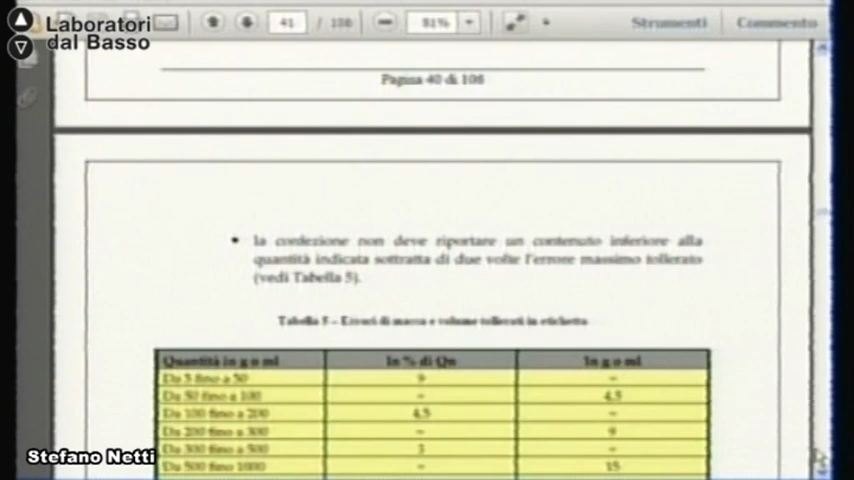 Laboratori
dal Basso
41 / 106
81%
Strumenti
Commento
Pagina 40 di 106
• la confezione non deve riportare un contenuto inferiore alla
quantità indicata sottratta di due volte l'errore massimo tollerato
(vedi Tabella 5).
Tabella 5 – Errori di massa e volume tollerati in etichetta
Quantità in g o ml In % di Qn In g o ml
Da 5 fino a 50 9 –
Da 50 fino a 100 – 4,5
Da 100 fino a 200 4,5 –
Da 200 fino a 300 – 9
Da 300 fino a 500 3 –
Da 500 fino 1000 – 15
Stefano Netti